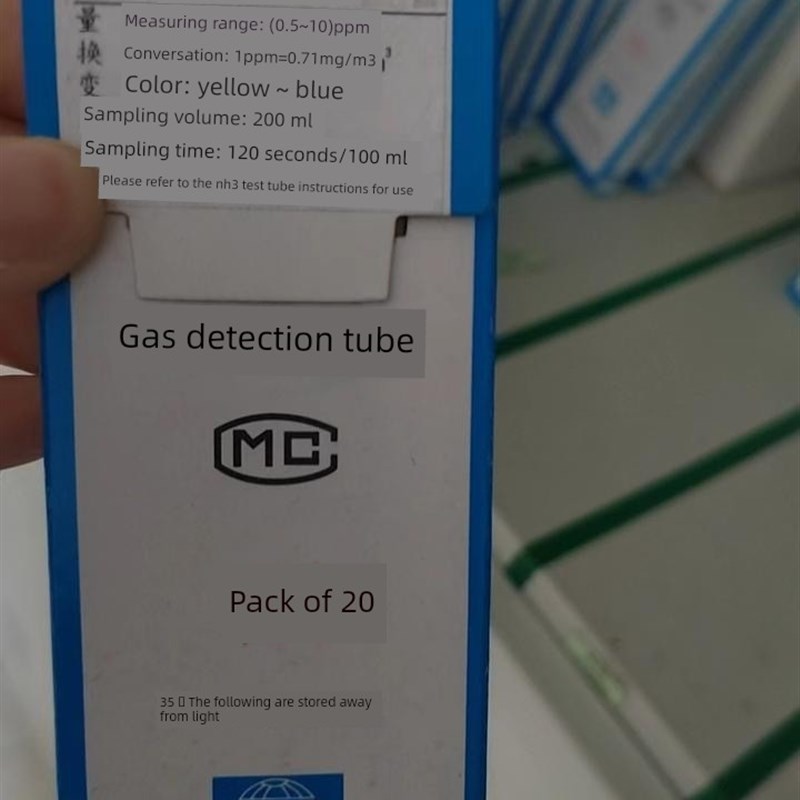 量 Measuring range: (0.5~10)ppm
换 Conversation: 1ppm=0.71mg/m3 3
变 Color: yellow ~ blue
Sampling volume: 200 ml
Sampling time: 120 seconds/100 ml
Please refer to the nh3 test tube instructions for use
Gas detection tube
MC
Pack of 20
35 ▯ The following are stored away
from light